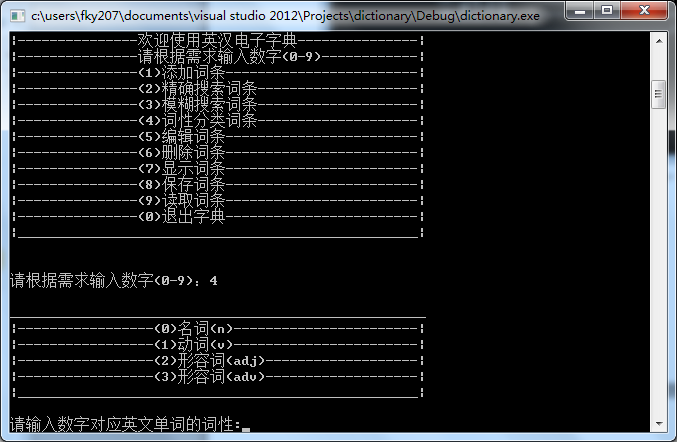 c:\users\fky207\documents\visual studio 2012\Projects\dictionary\Debug\dictionary.exe
¦---------------欢迎使用英汉电子字典---------------¦
¦---------------请根据需求输入数字(0-9)------------¦
¦---------------(1)添加词条------------------------¦
¦---------------(2)精确搜索词条--------------------¦
¦---------------(3)模糊搜索词条--------------------¦
¦---------------(4)词性分类词条--------------------¦
¦---------------(5)编辑词条------------------------¦
¦---------------(6)删除词条------------------------¦
¦---------------(7)显示词条------------------------¦
¦---------------(8)保存词条------------------------¦
¦---------------(9)读取词条------------------------¦
¦---------------(0)退出字典------------------------¦
¦__________________________________________________¦
请根据需求输入数字(0-9): 4
____________________________________________________
¦-----------------(0)名词(n)-----------------------¦
¦-----------------(1)动词(v)-----------------------¦
¦-----------------(2)形容词(adj)-------------------¦
¦-----------------(3)形容词(adv)-------------------¦
¦__________________________________________________¦
请输入数字对应英文单词的词性:_